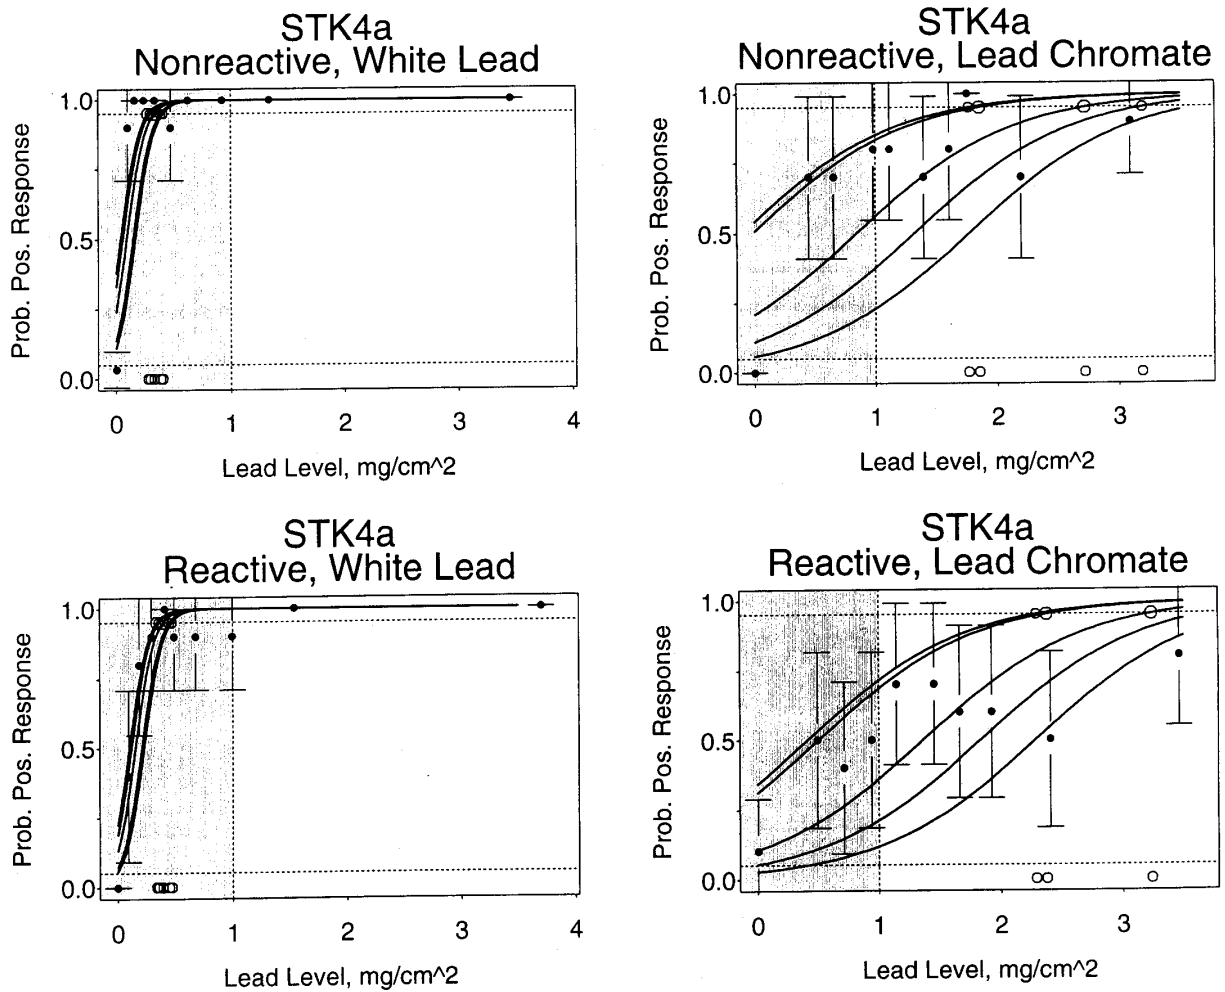 STK4a
Nonreactive, White Lead
Prob. Pos. Response
1.0
0.5
0.0
0 1 2 3 4
Lead Level, mg/cm^2
STK4a
Nonreactive, Lead Chromate
Prob. Pos. Response
1.0
0.5
0.0
0 1 2 3
Lead Level, mg/cm^2
STK4a
Reactive, White Lead
Prob. Pos. Response
1.0
0.5
0.0
0 1 2 3 4
Lead Level, mg/cm^2
STK4a
Reactive, Lead Chromate
Prob. Pos. Response
1.0
0.5
0.0
0 1 2 3
Lead Level, mg/cm^2